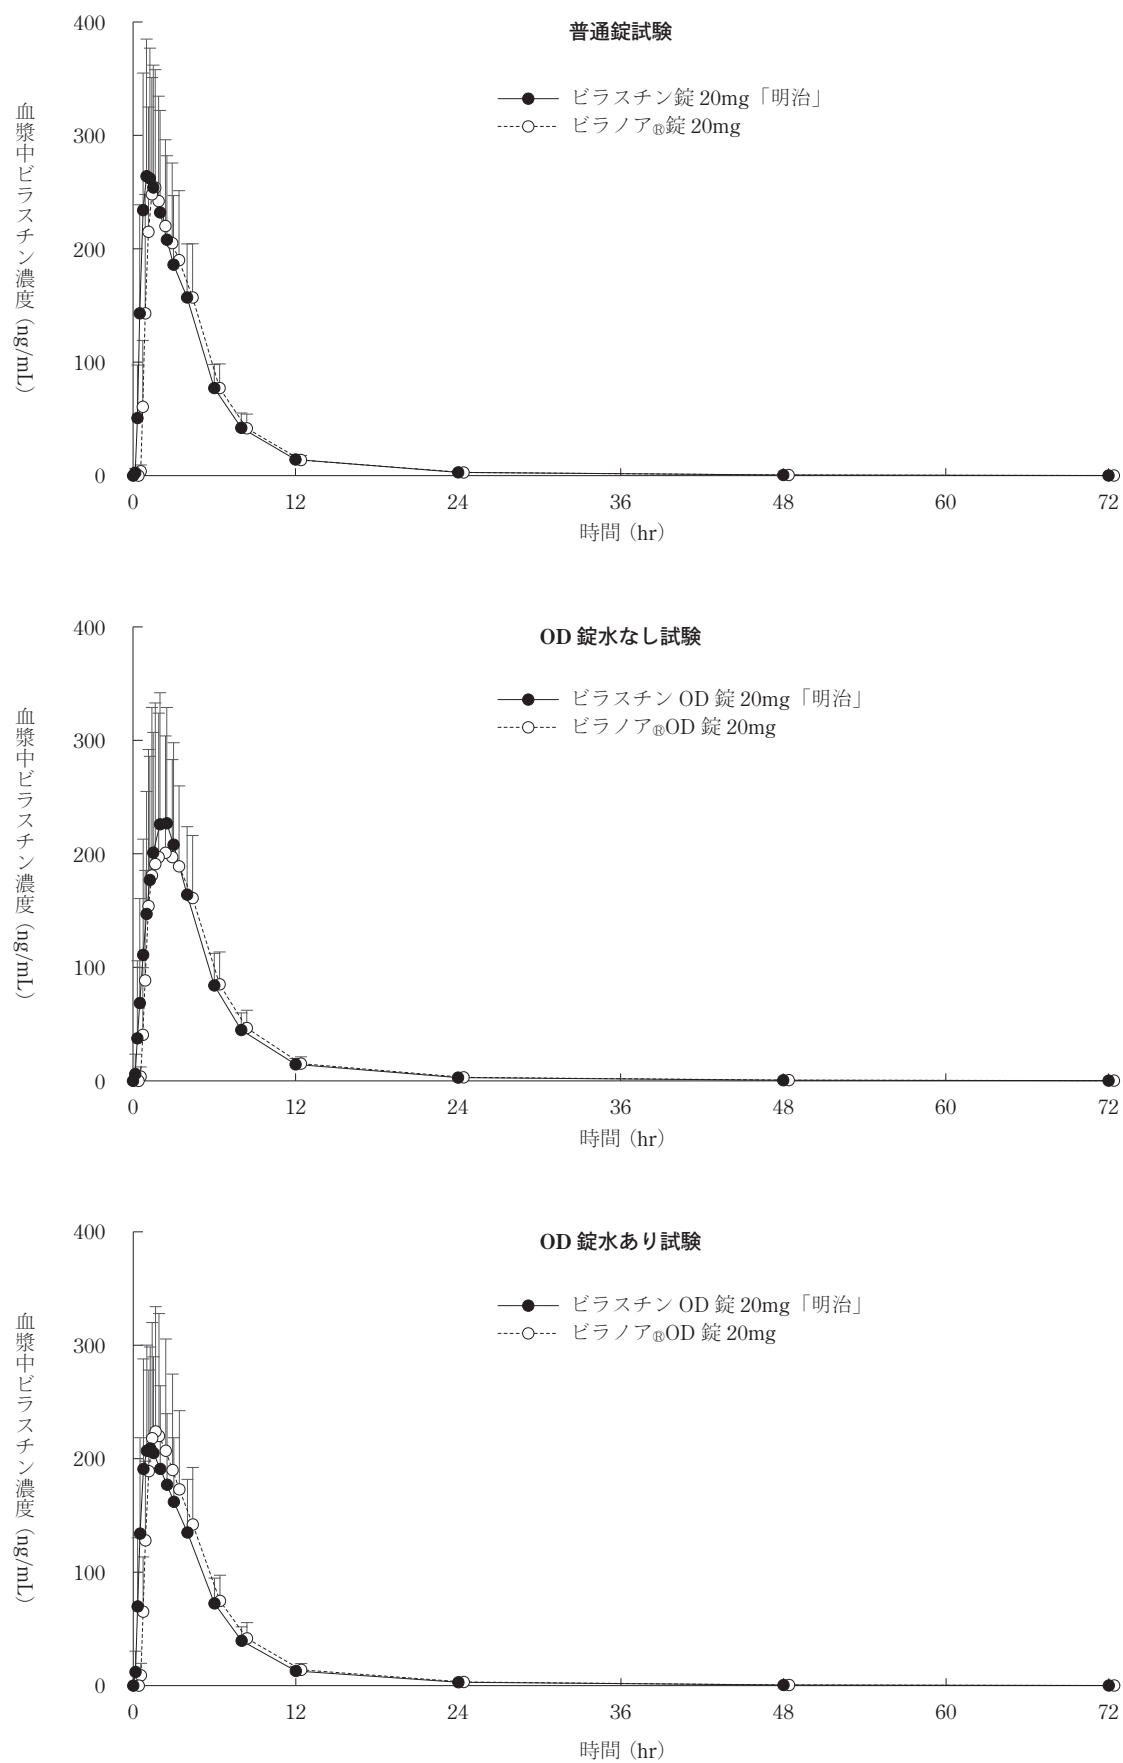 普通錠試験
ビラスチン錠 20mg「明治」
ビラノア®錠 20mg
血漿中ビラスチン濃度（ng/mL）
400
300
200
100
0
0 12 24 36 48 60 72
時間（hr）
OD 錠水なし試験
ビラスチン OD 錠 20mg「明治」
ビラノア®OD 錠 20mg
血漿中ビラスチン濃度（ng/mL）
400
300
200
100
0
0 12 24 36 48 60 72
時間（hr）
OD 錠水あり試験
ビラスチン OD 錠 20mg「明治」
ビラノア®OD 錠 20mg
血漿中ビラスチン濃度（ng/mL）
400
300
200
100
0
0 12 24 36 48 60 72
時間（hr）